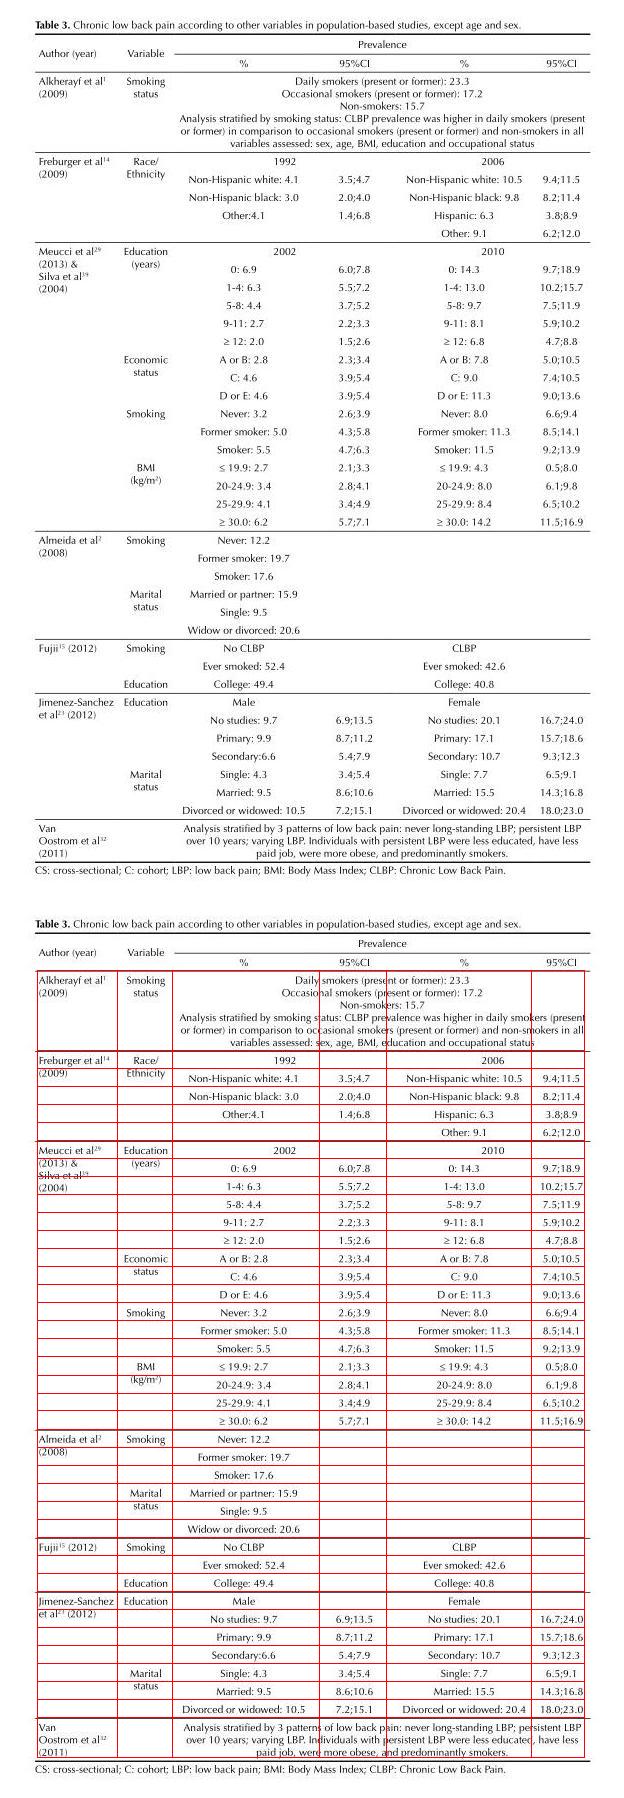 Table 3. Chronic low back pain according to other variables in population-based studies, except age and sex.
Author (year) Variable Prevalence
% 95%CI % 95%CI
Alkherayf et al1 (2009) Smoking status Daily smokers (present or former): 23.3
Occasional smokers (present or former): 17.2
Non-smokers: 15.7
Analysis stratified by smoking status: CLBP prevalence was higher in daily smokers (present
or former) in comparison to occasional smokers (present or former) and non-smokers in all
variables assessed: sex, age, BMI, education and occupational status
Freburger et al14 (2009) Race/ Ethnicity 1992 2006
Non-Hispanic white: 4.1 3.5;4.7 Non-Hispanic white: 10.5 9.4;11.5
Non-Hispanic black: 3.0 2.0;4.0 Non-Hispanic black: 9.8 8.2;11.4
Other:4.1 1.4;6.8 Hispanic: 6.3 3.8;8.9
Other: 9.1 6.2;12.0
Meucci et al29 (2013) & Silva et al39 (2004) Education (years) 2002 2010
0: 6.9 6.0;7.8 0: 14.3 9.7;18.9
1-4: 6.3 5.5;7.2 1-4: 13.0 10.2;15.7
5-8: 4.4 3.7;5.2 5-8: 9.7 7.5;11.9
9-11: 2.7 2.2;3.3 9-11: 8.1 5.9;10.2
≥ 12: 2.0 1.5;2.6 ≥ 12: 6.8 4.7;8.8
Economic status A or B: 2.8 2.3;3.4 A or B: 7.8 5.0;10.5
C: 4.6 3.9;5.4 C: 9.0 7.4;10.5
D or E: 4.6 3.9;5.4 D or E: 11.3 9.0;13.6
Smoking Never: 3.2 2.6;3.9 Never: 8.0 6.6;9.4
Former smoker: 5.0 4.3;5.8 Former smoker: 11.3 8.5;14.1
Smoker: 5.5 4.7;6.3 Smoker: 11.5 9.2;13.9
BMI (kg/m2) ≤ 19.9: 2.7 2.1;3.3 ≤ 19.9: 4.3 0.5;8.0
20-24.9: 3.4 2.8;4.1 20-24.9: 8.0 6.1;9.8
25-29.9: 4.1 3.4;4.9 25-29.9: 8.4 6.5;10.2
≥ 30.0: 6.2 5.7;7.1 ≥ 30.0: 14.2 11.5;16.9
Almeida et al2 (2008) Smoking Never: 12.2
Former smoker: 19.7
Smoker: 17.6
Marital status Married or partner: 15.9
Single: 9.5
Widow or divorced: 20.6
Fujii15 (2012) Smoking No CLBP CLBP
Ever smoked: 52.4 Ever smoked: 42.6
Education College: 49.4 College: 40.8
Jimenez-Sanchez et al23 (2012) Education Male Female
No studies: 9.7 6.9;13.5 No studies: 20.1 16.7;24.0
Primary: 9.9 8.7;11.2 Primary: 17.1 15.7;18.6
Secondary:6.6 5.4;7.9 Secondary: 10.7 9.3;12.3
Marital status Single: 4.3 3.4;5.4 Single: 7.7 6.5;9.1
Married: 9.5 8.6;10.6 Married: 15.5 14.3;16.8
Divorced or widowed: 10.5 7.2;15.1 Divorced or widowed: 20.4 18.0;23.0
Van Oostrom et al52 (2011) Analysis stratified by 3 patterns of low back pain: never long-standing LBP; persistent LBP
over 10 years; varying LBP. Individuals with persistent LBP were less educated, have less
paid job, were more obese, and predominantly smokers.
CS: cross-sectional; C: cohort; LBP: low back pain; BMI: Body Mass Index; CLBP: Chronic Low Back Pain.
Table 3. Chronic low back pain according to other variables in population-based studies, except age and sex.
Author (year) Variable Prevalence
% 95%CI % 95%CI
Alkherayf et al1 (2009) Smoking status Daily smokers (present or former): 23.3
Occasional smokers (present or former): 17.2
Non-smokers: 15.7
Analysis stratified by smoking status: CLBP prevalence was higher in daily smokers (present
or former) in comparison to occasional smokers (present or former) and non-smokers in all
variables assessed: sex, age, BMI, education and occupational status
Freburger et al14 (2009) Race/ Ethnicity 1992 2006
Non-Hispanic white: 4.1 3.5;4.7 Non-Hispanic white: 10.5 9.4;11.5
Non-Hispanic black: 3.0 2.0;4.0 Non-Hispanic black: 9.8 8.2;11.4
Other:4.1 1.4;6.8 Hispanic: 6.3 3.8;8.9
Other: 9.1 6.2;12.0
Meucci et al29 (2013) & Silva et al39 (2004) Education (years) 2002 2010
0: 6.9 6.0;7.8 0: 14.3 9.7;18.9
1-4: 6.3 5.5;7.2 1-4: 13.0 10.2;15.7
5-8: 4.4 3.7;5.2 5-8: 9.7 7.5;11.9
9-11: 2.7 2.2;3.3 9-11: 8.1 5.9;10.2
≥ 12: 2.0 1.5;2.6 ≥ 12: 6.8 4.7;8.8
Economic status A or B: 2.8 2.3;3.4 A or B: 7.8 5.0;10.5
C: 4.6 3.9;5.4 C: 9.0 7.4;10.5
D or E: 4.6 3.9;5.4 D or E: 11.3 9.0;13.6
Smoking Never: 3.2 2.6;3.9 Never: 8.0 6.6;9.4
Former smoker: 5.0 4.3;5.8 Former smoker: 11.3 8.5;14.1
Smoker: 5.5 4.7;6.3 Smoker: 11.5 9.2;13.9
BMI (kg/m2) ≤ 19.9: 2.7 2.1;3.3 ≤ 19.9: 4.3 0.5;8.0
20-24.9: 3.4 2.8;4.1 20-24.9: 8.0 6.1;9.8
25-29.9: 4.1 3.4;4.9 25-29.9: 8.4 6.5;10.2
≥ 30.0: 6.2 5.7;7.1 ≥ 30.0: 14.2 11.5;16.9
Almeida et al2 (2008) Smoking Never: 12.2
Former smoker: 19.7
Smoker: 17.6
Marital status Married or partner: 15.9
Single: 9.5
Widow or divorced: 20.6
Fujii15 (2012) Smoking No CLBP CLBP
Ever smoked: 52.4 Ever smoked: 42.6
Education College: 49.4 College: 40.8
Jimenez-Sanchez et al23 (2012) Education Male Female
No studies: 9.7 6.9;13.5 No studies: 20.1 16.7;24.0
Primary: 9.9 8.7;11.2 Primary: 17.1 15.7;18.6
Secondary:6.6 5.4;7.9 Secondary: 10.7 9.3;12.3
Marital status Single: 4.3 3.4;5.4 Single: 7.7 6.5;9.1
Married: 9.5 8.6;10.6 Married: 15.5 14.3;16.8
Divorced or widowed: 10.5 7.2;15.1 Divorced or widowed: 20.4 18.0;23.0
Van Oostrom et al52 (2011) Analysis stratified by 3 patterns of low back pain: never long-standing LBP; persistent LBP
over 10 years; varying LBP. Individuals with persistent LBP were less educated, have less
paid job, were more obese, and predominantly smokers.
CS: cross-sectional; C: cohort; LBP: low back pain; BMI: Body Mass Index; CLBP: Chronic Low Back Pain.